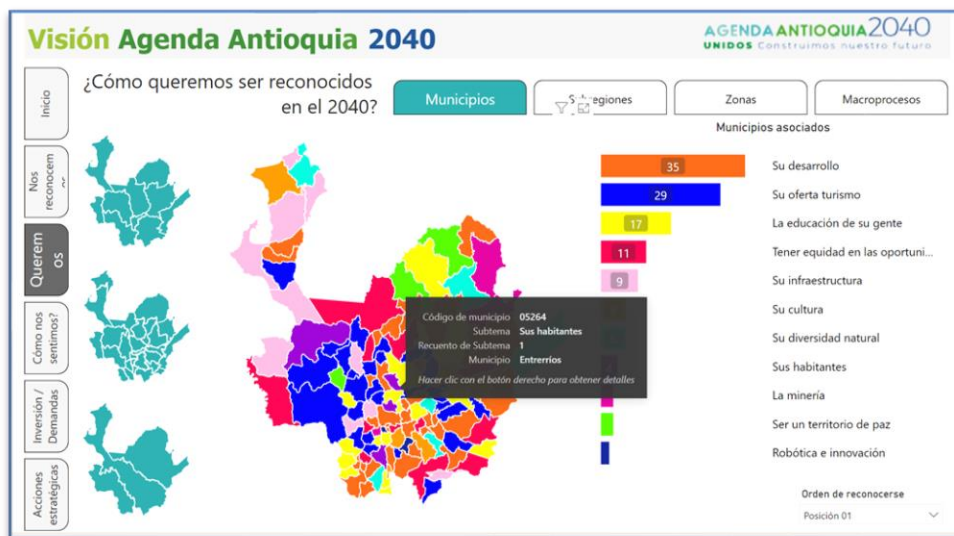 Visión Agenda Antioquia 2040
AGENDA ANTIOQUIA 2040
UNIDOS Construimos nuestro futuro
¿Cómo queremos ser reconocidos
en el 2040?
Municipios
Zonas
Macroprocesos
Inicio
Nos
reconocem
Querem
os
Cómo nos
sentimos?
Inversión /
Demandas
Acciones
estratégicas
Municipios asociados
35
Su desarrollo
29
Su oferta turismo
17
La educación de su gente
11
Tener equidad en las oportuni...
9
Su infraestructura
Su cultura
Su diversidad natural
Sus habitantes
La minería
Ser un territorio de paz
Robótica e innovación
Código de municipio 05264
Subtema Sus habitantes
Recuento de Subtema 1
Municipio Entrerríos
Hacer clic con el botón derecho para obtener detalles
Orden de reconocerse
Posición 01